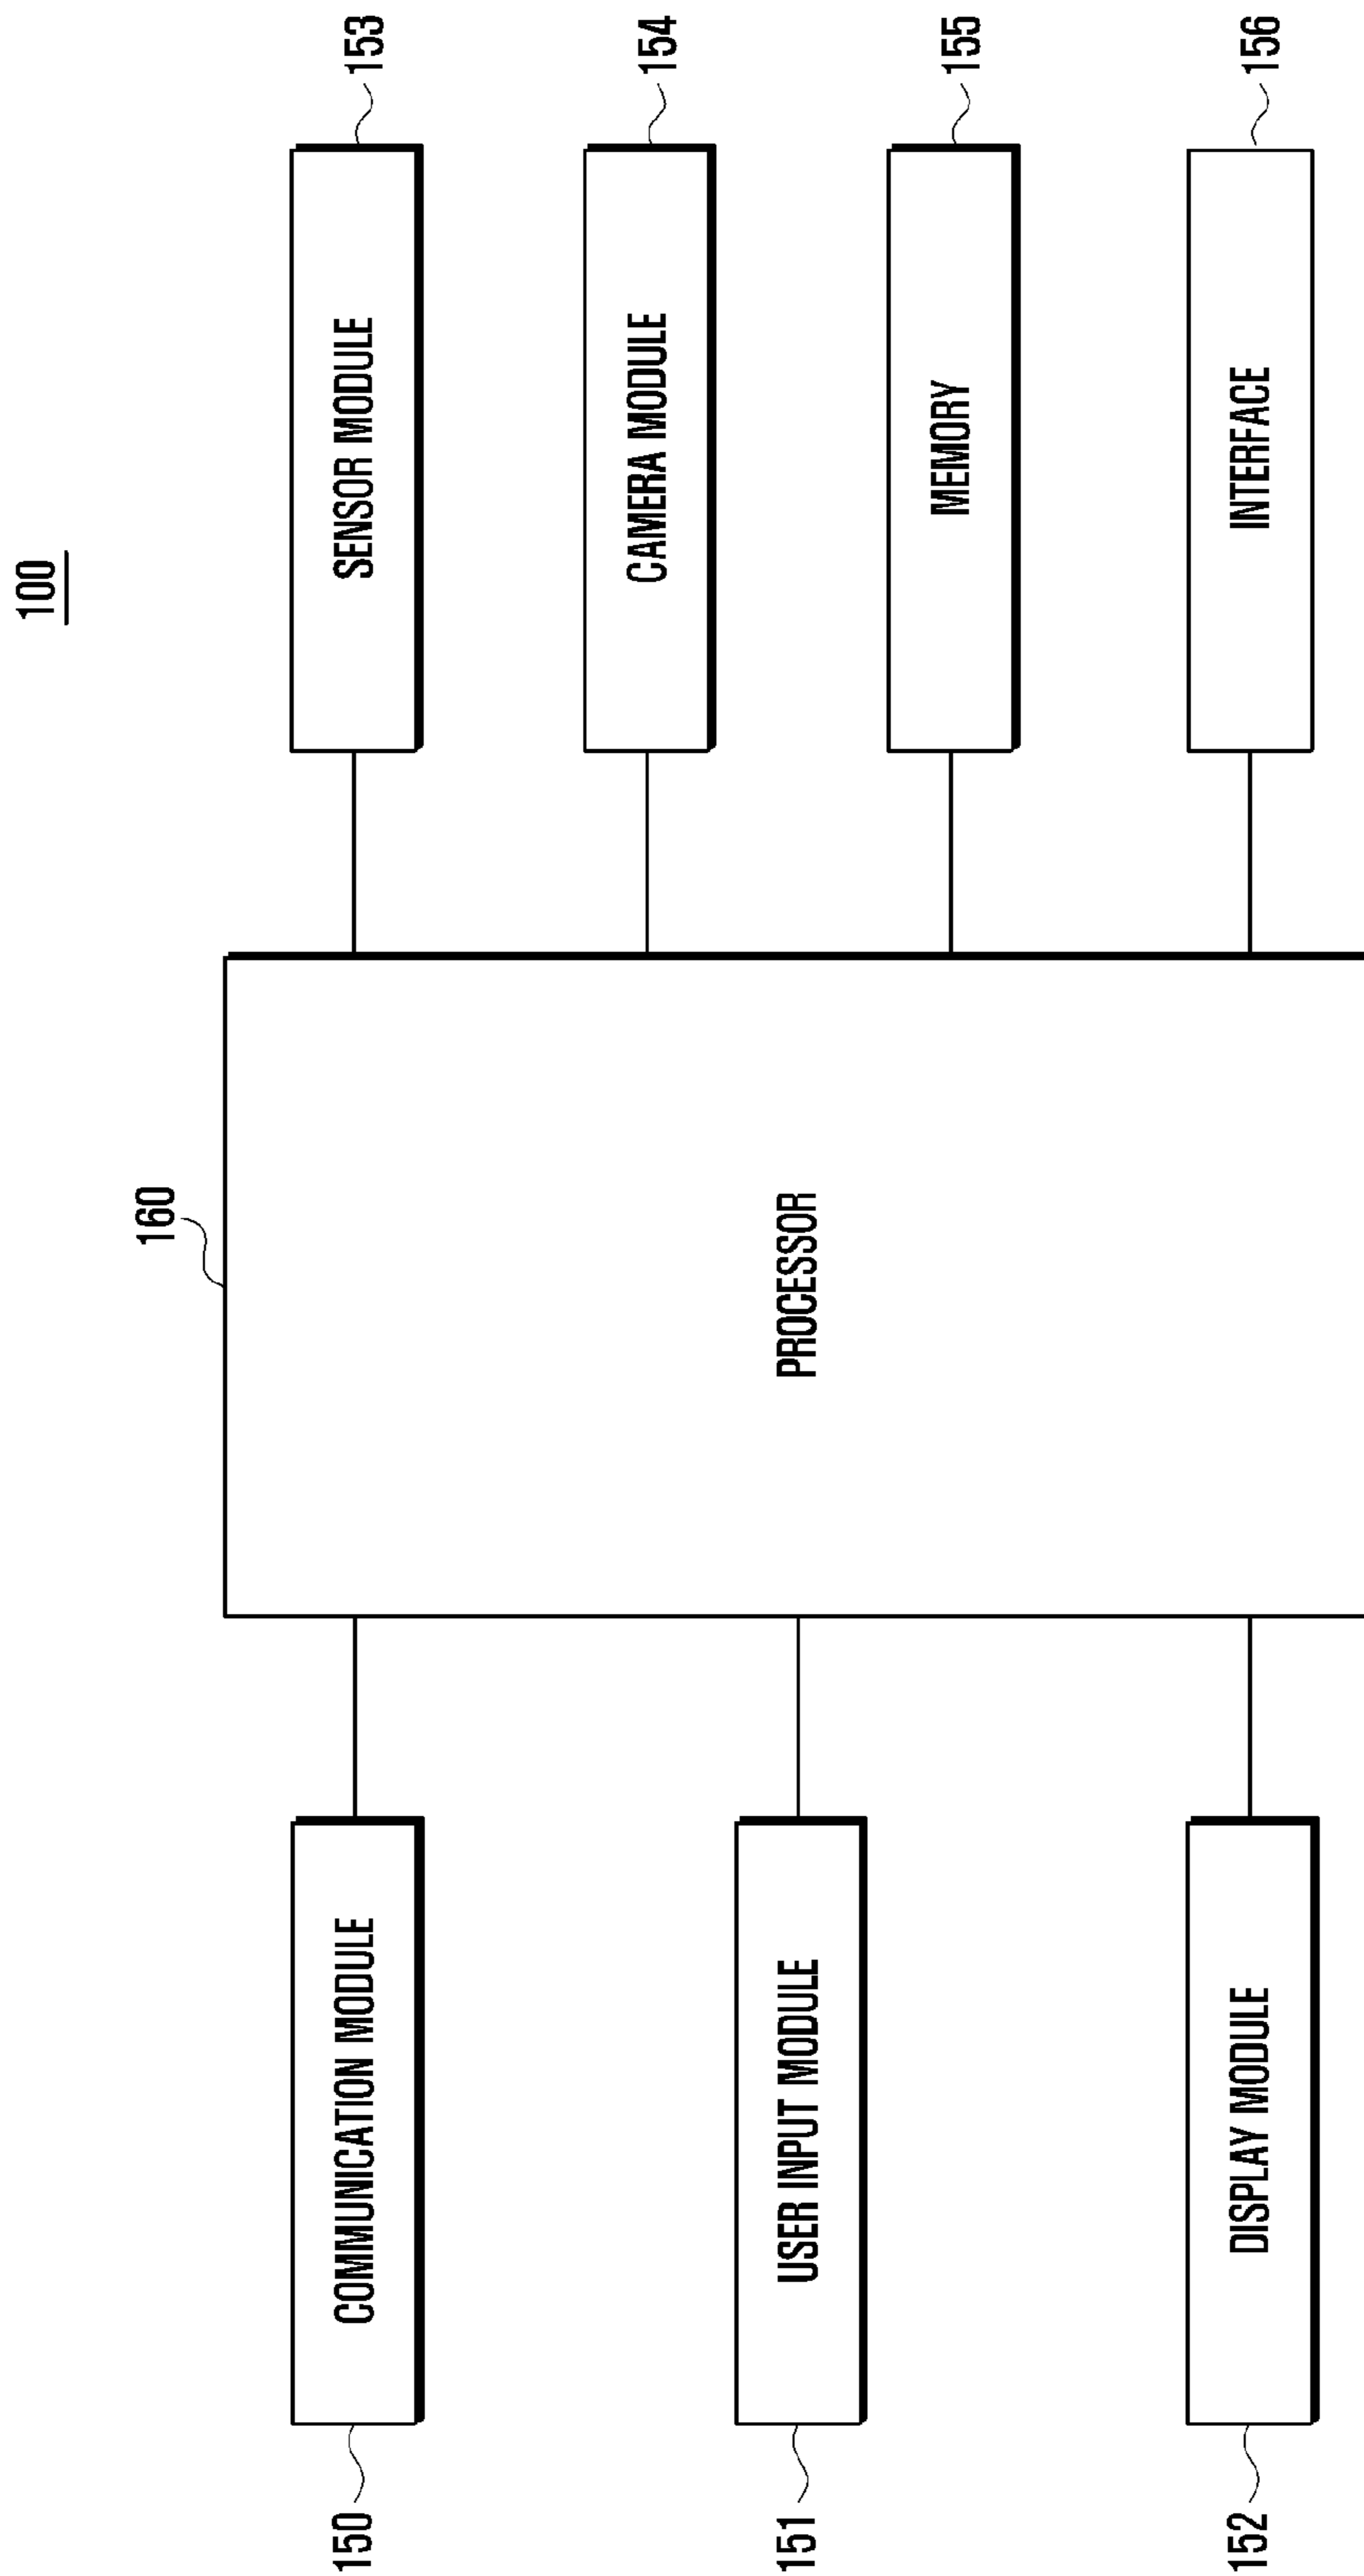 100
160
150
COMMUNICATION MODULE
151
USER INPUT MODULE
152
DISPLAY MODULE
PROCESSOR
SENSOR MODULE
153
CAMERA MODULE
154
MEMORY
155
INTERFACE
156